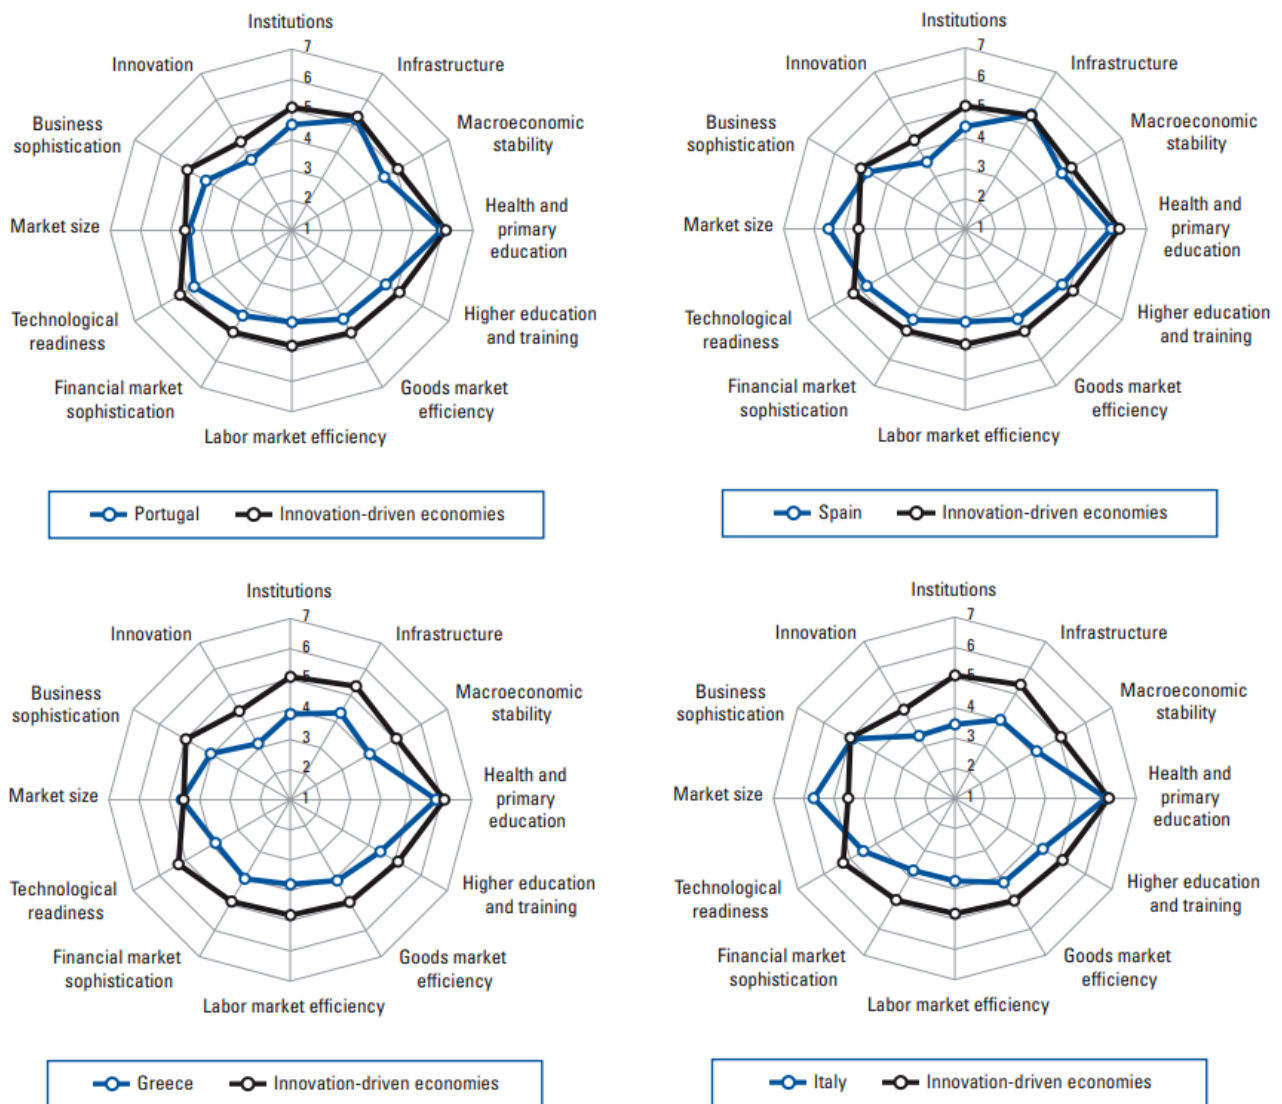 Institutions
7
6
5
4
3
2
1
Infrastructure
Macroeconomic
stability
Health and
primary
education
Higher education
and training
Goods market
efficiency
Labor market efficiency
Financial market
sophistication
Technological
readiness
Market size
Business
sophistication
Innovation
Portugal
Innovation-driven economies
Institutions
7
6
5
4
3
2
1
Infrastructure
Macroeconomic
stability
Health and
primary
education
Higher education
and training
Goods market
efficiency
Labor market efficiency
Financial market
sophistication
Technological
readiness
Market size
Business
sophistication
Innovation
Spain
Innovation-driven economies
Institutions
7
6
5
4
3
2
1
Infrastructure
Macroeconomic
stability
Health and
primary
education
Higher education
and training
Goods market
efficiency
Labor market efficiency
Financial market
sophistication
Technological
readiness
Market size
Business
sophistication
Innovation
Greece
Innovation-driven economies
Institutions
7
6
5
4
3
2
1
Infrastructure
Macroeconomic
stability
Health and
primary
education
Higher education
and training
Goods market
efficiency
Labor market efficiency
Financial market
sophistication
Technological
readiness
Market size
Business
sophistication
Innovation
Italy
Innovation-driven economies